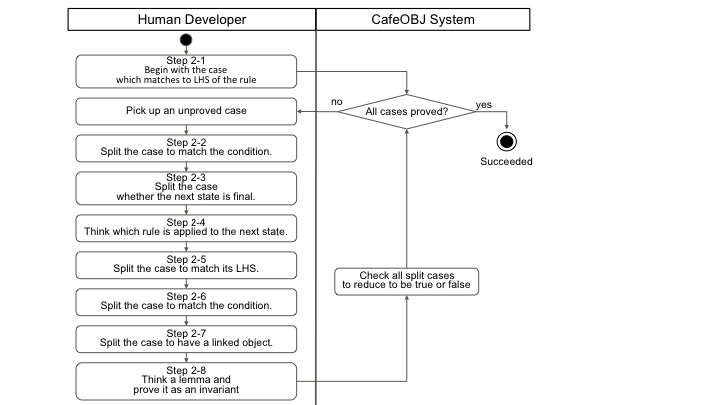 Human Developer
CafeOBJ System
Step 2-1
Begin with the case
which matches to LHS of the rule
Pick up an unproved case
no
All cases proved?
yes
Succeeded
Step 2-2
Split the case to match the condition.
Step 2-3
Split the case
whether the next state is final.
Step 2-4
Think which rule is applied to the next state.
Step 2-5
Split the case to match its LHS.
Check all split cases
to reduce to be true or false
Step 2-6
Split the case to match the condition.
Step 2-7
Split the case to have a linked object.
Step 2-8
Think a lemma and
prove it as an invariant